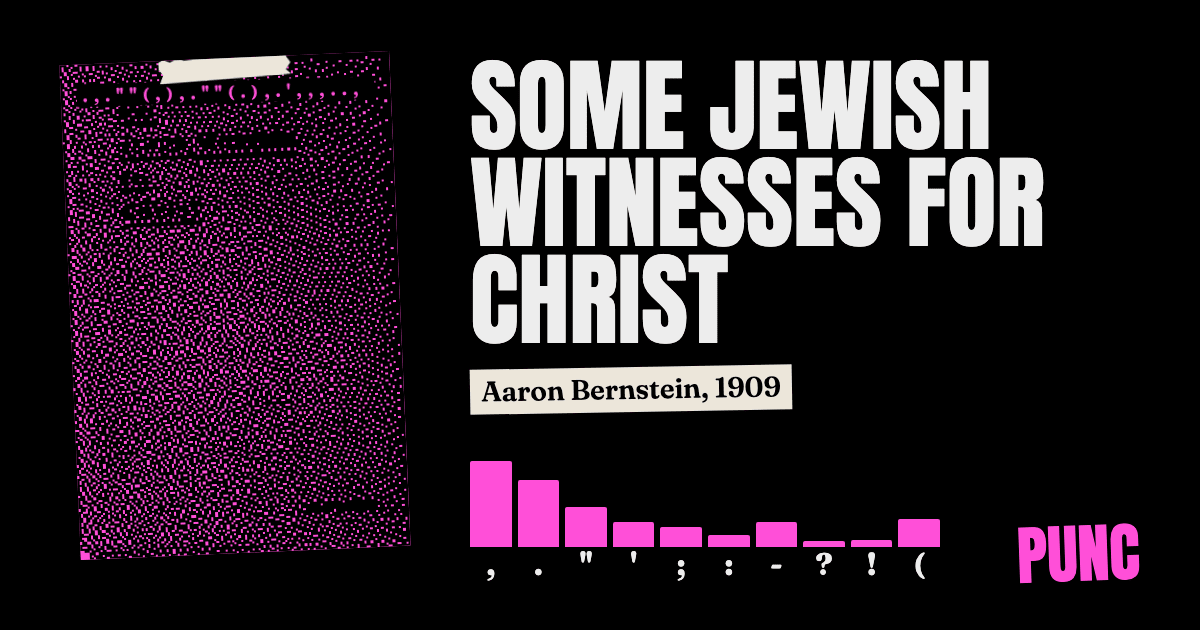 . , . " " ( , ) , . " " ( . ) , . ' , , , . . ,
SOME JEWISH
WITNESSES FOR
CHRIST
Aaron Bernstein, 1909
, . " ' ; : - ? ! (
PUNC